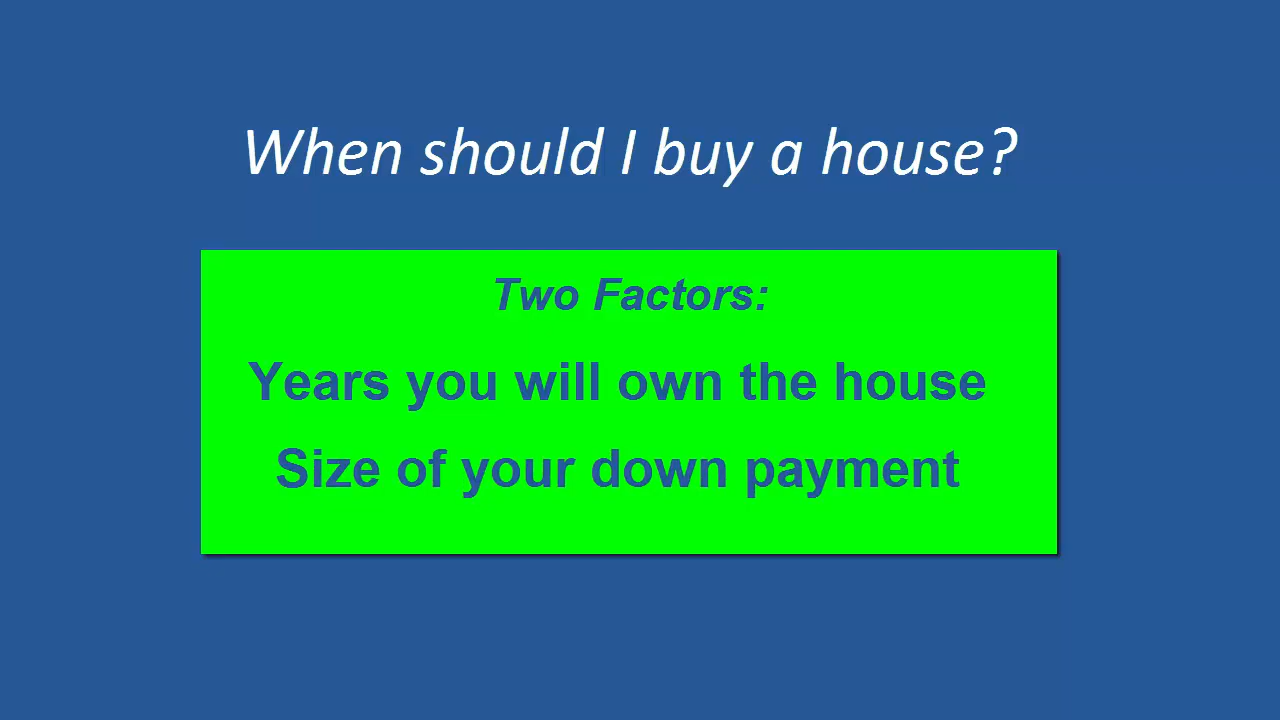 When should I buy a house?
Two Factors:
Years you will own the house
Size of your down payment